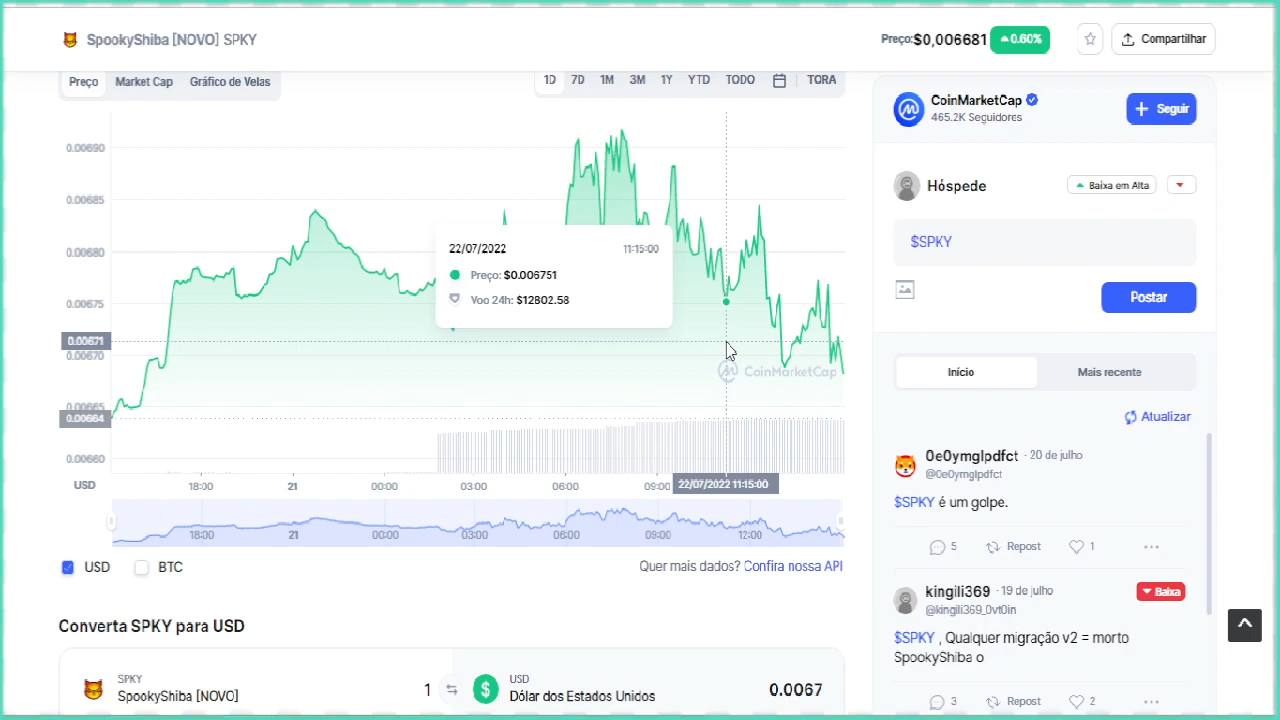 SpookyShiba [NOVO] SPKY
Preço:$0,006681 0.60%
Compartilhar
Preço Market Cap Gráfico de Velas
1D 7D 1M 3M 1Y YTD TODO TORA
0.00690
0.00685
0.00680
0.00675
0.00671
0.00670
0.00665
0.00664
0.00660
22/07/2022 11:15:00
Preço: $0.006751
Voo 24h: $12802.58
CoinMarketCap
USD 18:00 21 00:00 03:00 06:00 09:00 22/07/2022 11:15:00
18:00 21 00:00 03:00 06:00 09:00 12:00
USD BTC
Quer mais dados? Confira nossa API
Converta SPKY para USD
SPKY
SpookyShiba [NOVO]
1
USD
Dólar dos Estados Unidos
0.0067
CoinMarketCap
465.2K Seguidores
+ Seguir
Hóspede
Baixa em Alta
$SPKY
Postar
Início Mais recente
Atualizar
0e0ymglpdfct · 20 de julho
@0e0ymglpdfct
$SPKY é um golpe.
5 Repost 1 ...
kingili369 · 19 de julho
Baixa
@kingili369_0vt0in
$SPKY , Qualquer migração v2 = morto
SpookyShiba o
3 Repost 2 ...